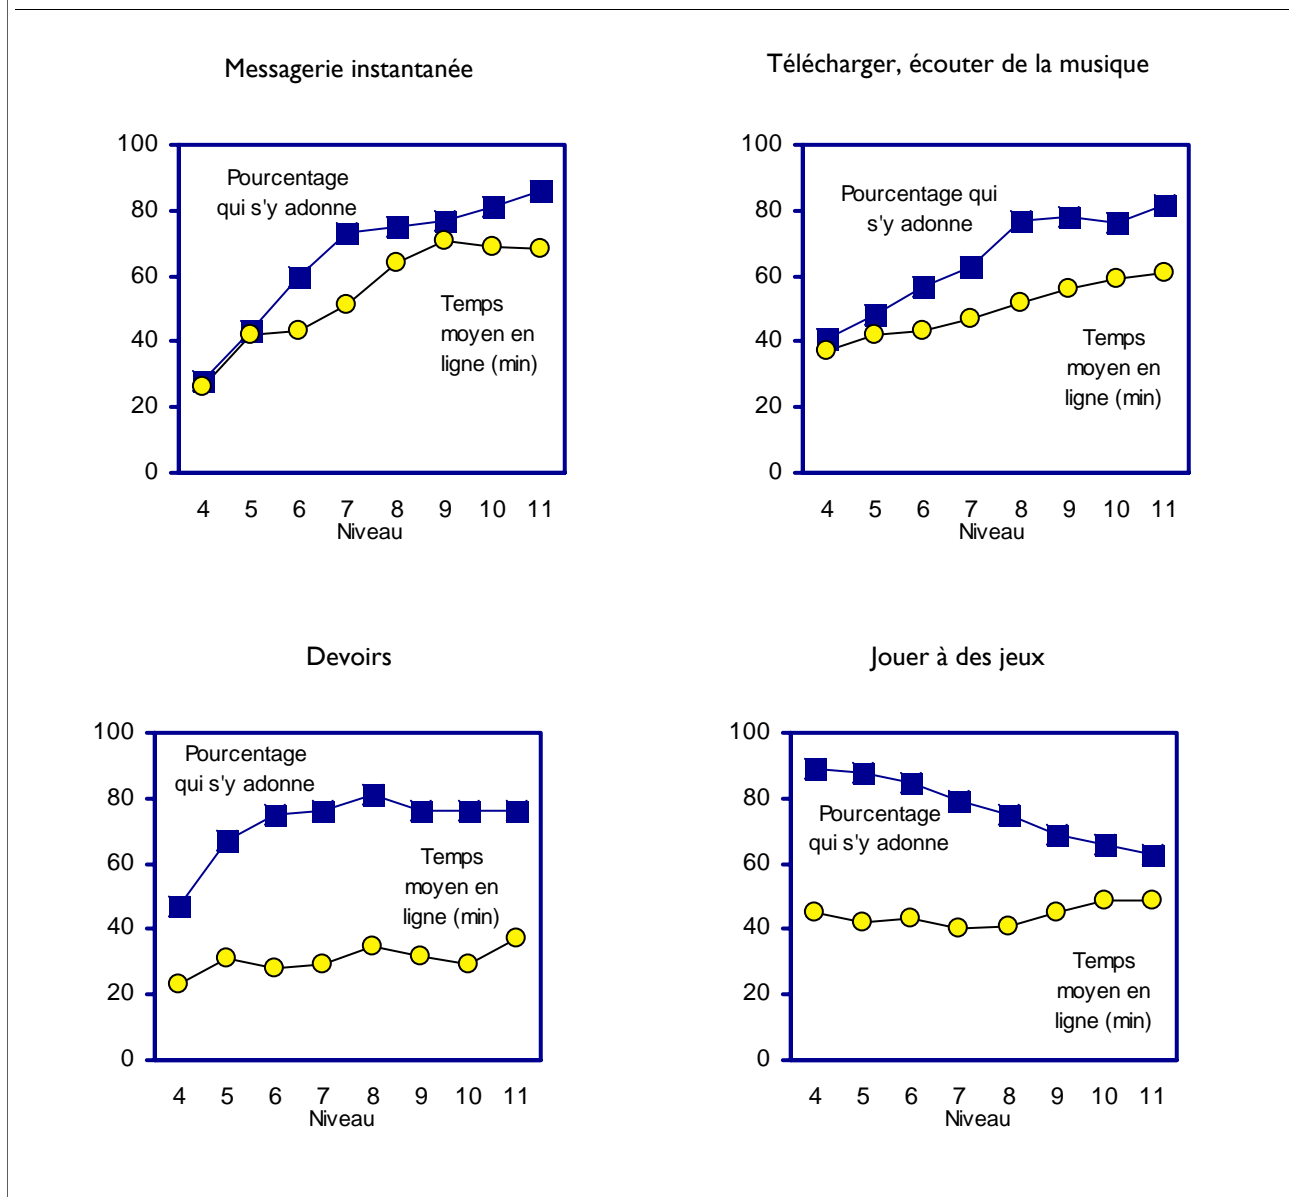 Messagerie instantanée
100
80
60
40
20
0
Pourcentage
qui s'y adonne
Temps
moyen en
ligne (min)
4 5 6 7 8 9 10 11
Niveau
Télécharger, écouter de la musique
100
80
60
40
20
0
Pourcentage qui
s'y adonne
Temps
moyen en
ligne (min)
4 5 6 7 8 9 10 11
Niveau
Devoirs
100
80
60
40
20
0
Pourcentage
qui s'y adonne
Temps
moyen en
ligne (min)
4 5 6 7 8 9 10 11
Niveau
Jouer à des jeux
100
80
60
40
20
0
Pourcentage
qui s'y adonne
Temps
moyen en
ligne (min)
4 5 6 7 8 9 10 11
Niveau